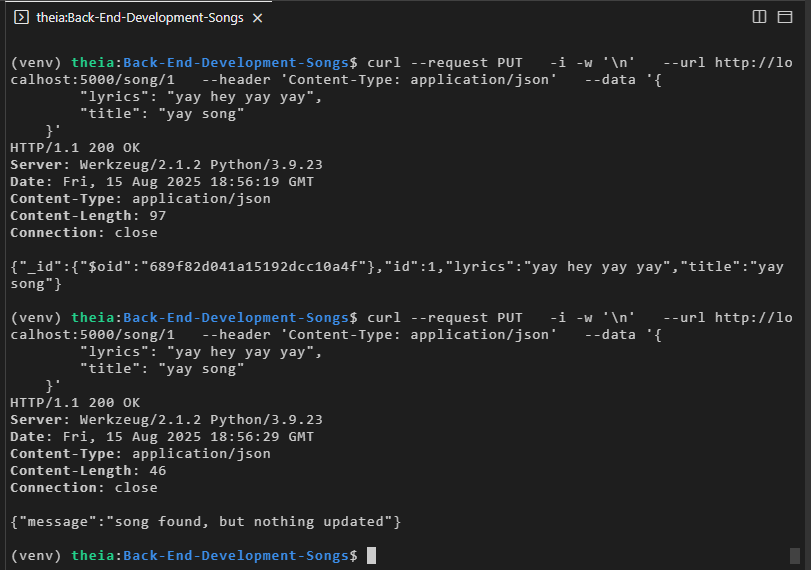 theia:Back-End-Development-Songs ×
(venv) theia:Back-End-Development-Songs$ curl --request PUT   -i -w '\n'   --url http://lo
calhost:5000/song/1   --header 'Content-Type: application/json'   --data '{
        "lyrics": "yay hey yay yay",
        "title": "yay song"
    }'
HTTP/1.1 200 OK
Server: Werkzeug/2.1.2 Python/3.9.23
Date: Fri, 15 Aug 2025 18:56:19 GMT
Content-Type: application/json
Content-Length: 97
Connection: close

{"_id":{"$oid":"689f82d041a15192dcc10a4f"},"id":1,"lyrics":"yay hey yay yay","title":"yay
song"}

(venv) theia:Back-End-Development-Songs$ curl --request PUT   -i -w '\n'   --url http://lo
calhost:5000/song/1   --header 'Content-Type: application/json'   --data '{
        "lyrics": "yay hey yay yay",
        "title": "yay song"
    }'
HTTP/1.1 200 OK
Server: Werkzeug/2.1.2 Python/3.9.23
Date: Fri, 15 Aug 2025 18:56:29 GMT
Content-Type: application/json
Content-Length: 46
Connection: close

{"message":"song found, but nothing updated"}

(venv) theia:Back-End-Development-Songs$